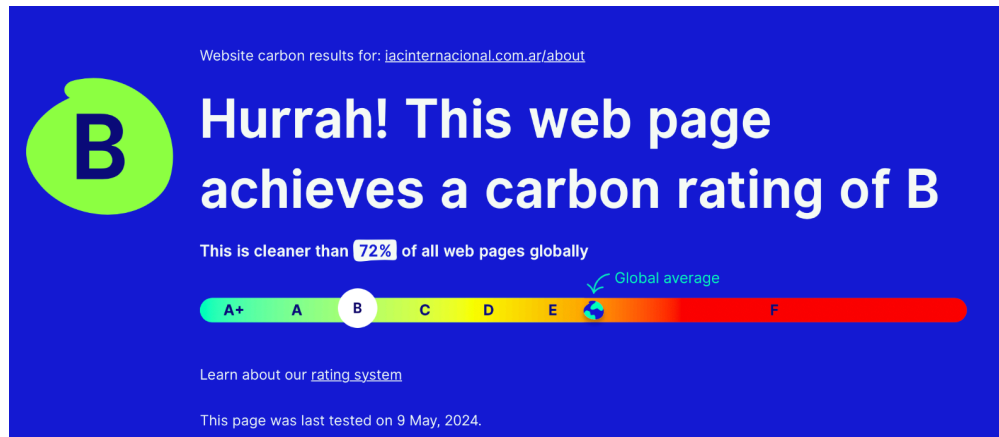 Website carbon results for: iacinternacional.com.ar/about
B
Hurrah! This web page
achieves a carbon rating of B
This is cleaner than 72% of all web pages globally
Global average
A+ A B C D E F
Learn about our rating system
This page was last tested on 9 May, 2024.